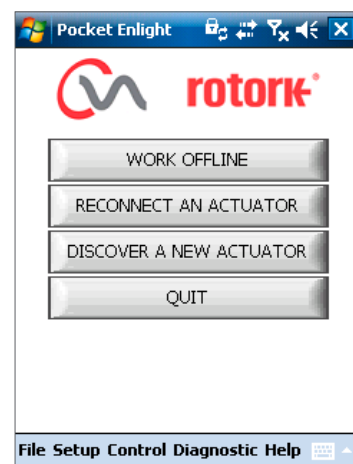 Pocket Enlight
rotork
WORK OFFLINE
RECONNECT AN ACTUATOR
DISCOVER A NEW ACTUATOR
QUIT
File Setup Control Diagnostic Help